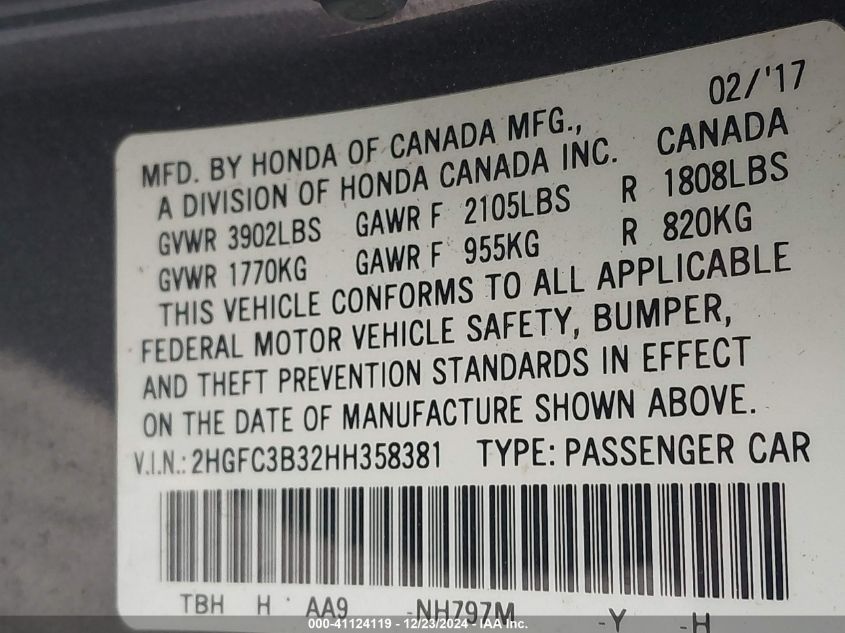 02/'17
MFD. BY HONDA OF CANADA MFG., CANADA
A DIVISION OF HONDA CANADA INC.
GVWR 3902LBS GAWR F 2105LBS R 1808LBS
GVWR 1770KG GAWR F 955KG R 820KG
THIS VEHICLE CONFORMS TO ALL APPLICABLE
FEDERAL MOTOR VEHICLE SAFETY, BUMPER,
AND THEFT PREVENTION STANDARDS IN EFFECT
ON THE DATE OF MANUFACTURE SHOWN ABOVE.
V.I.N.: 2HGFC3B32HH358381 TYPE: PASSENGER CAR
TBH H AA9 -NH797M -Y -H
000-41124119 - 12/23/2024 - IAA Inc.